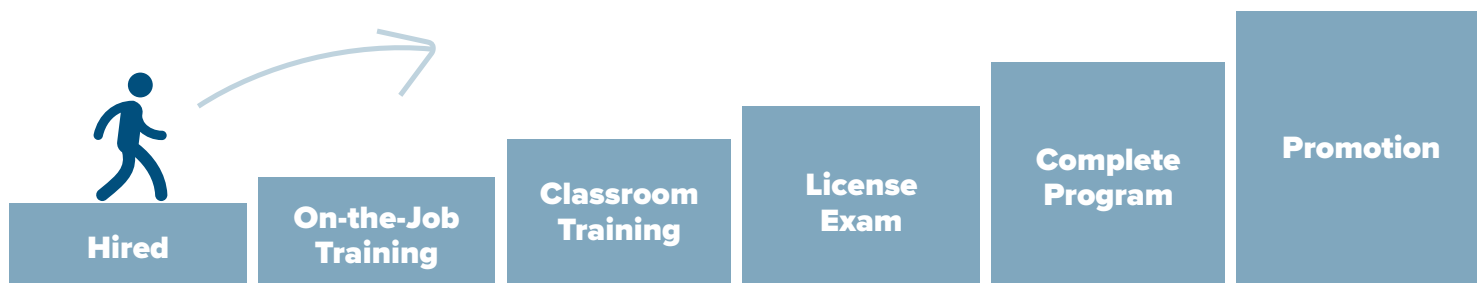 Hired
On-the-Job
Training
Classroom
Training
License
Exam
Complete
Program
Promotion